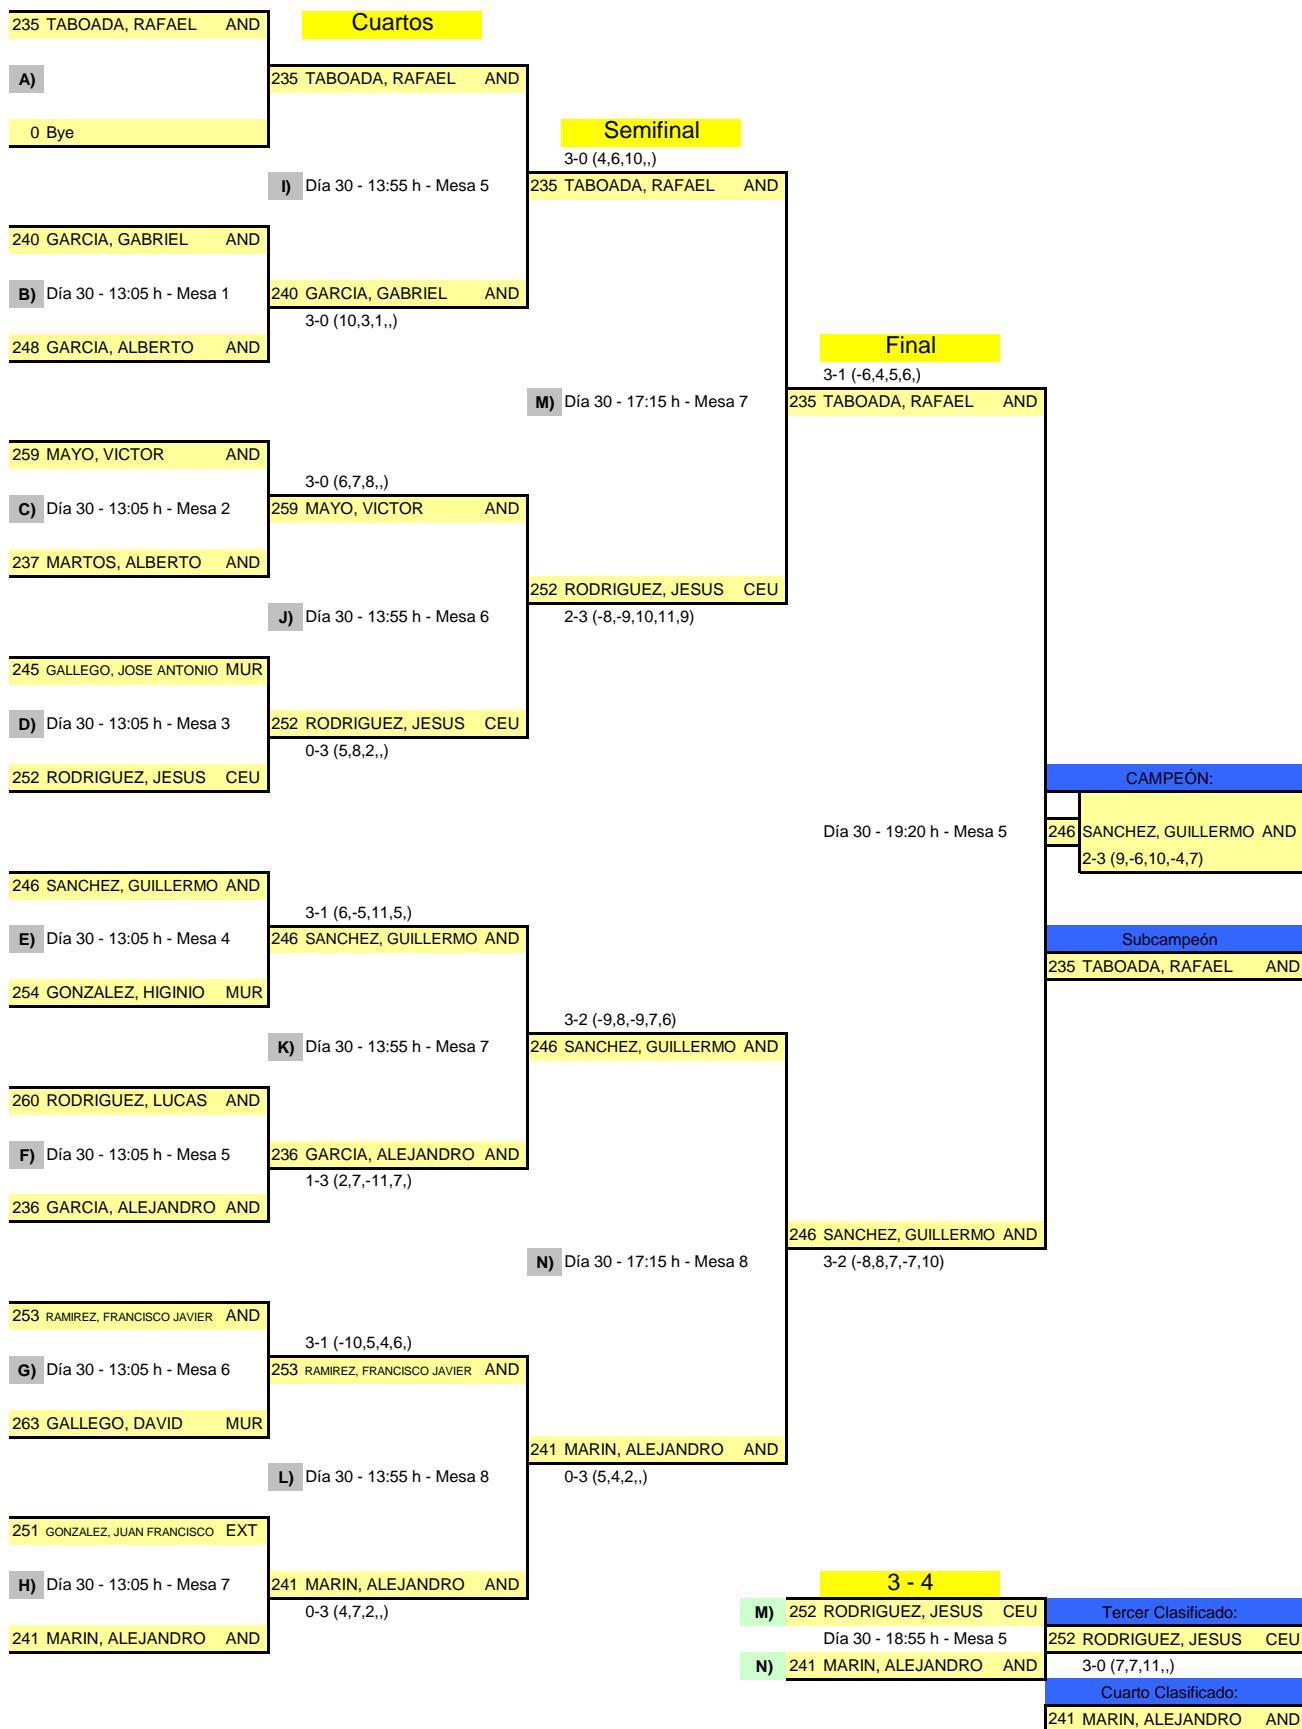 235 TABOADA, RAFAEL AND
Cuartos
A)
235 TABOADA, RAFAEL AND
0 Bye
Semifinal
3-0 (4,6,10,,)
I) Día 30 - 13:55 h - Mesa 5
235 TABOADA, RAFAEL AND
240 GARCIA, GABRIEL AND
B) Día 30 - 13:05 h - Mesa 1
240 GARCIA, GABRIEL AND
3-0 (10,3,1,,)
248 GARCIA, ALBERTO AND
Final
3-1 (-6,4,5,6,)
M) Día 30 - 17:15 h - Mesa 7
235 TABOADA, RAFAEL AND
259 MAYO, VICTOR AND
3-0 (6,7,8,,)
C) Día 30 - 13:05 h - Mesa 2
259 MAYO, VICTOR AND
237 MARTOS, ALBERTO AND
252 RODRIGUEZ, JESUS CEU
J) Día 30 - 13:55 h - Mesa 6
2-3 (-8,-9,10,11,9)
245 GALLEGO, JOSE ANTONIO MUR
D) Día 30 - 13:05 h - Mesa 3
252 RODRIGUEZ, JESUS CEU
0-3 (5,8,2,,)
252 RODRIGUEZ, JESUS CEU
CAMPEÓN:
Día 30 - 19:20 h - Mesa 5
246 SANCHEZ, GUILLERMO AND
2-3 (9,-6,10,-4,7)
246 SANCHEZ, GUILLERMO AND
3-1 (6,-5,11,5,)
E) Día 30 - 13:05 h - Mesa 4
246 SANCHEZ, GUILLERMO AND
Subcampeón
235 TABOADA, RAFAEL AND
254 GONZALEZ, HIGINIO MUR
3-2 (-9,8,-9,7,6)
K) Día 30 - 13:55 h - Mesa 7
246 SANCHEZ, GUILLERMO AND
260 RODRIGUEZ, LUCAS AND
F) Día 30 - 13:05 h - Mesa 5
236 GARCIA, ALEJANDRO AND
1-3 (2,7,-11,7,)
236 GARCIA, ALEJANDRO AND
246 SANCHEZ, GUILLERMO AND
N) Día 30 - 17:15 h - Mesa 8
3-2 (-8,8,7,-7,10)
253 RAMIREZ, FRANCISCO JAVIER AND
3-1 (-10,5,4,6,)
G) Día 30 - 13:05 h - Mesa 6
253 RAMIREZ, FRANCISCO JAVIER AND
263 GALLEGO, DAVID MUR
241 MARIN, ALEJANDRO AND
L) Día 30 - 13:55 h - Mesa 8
0-3 (5,4,2,,)
251 GONZALEZ, JUAN FRANCISCO EXT
H) Día 30 - 13:05 h - Mesa 7
241 MARIN, ALEJANDRO AND
0-3 (4,7,2,,)
241 MARIN, ALEJANDRO AND
3 - 4
M) 252 RODRIGUEZ, JESUS CEU
Tercer Clasificado:
Día 30 - 18:55 h - Mesa 5
252 RODRIGUEZ, JESUS CEU
N) 241 MARIN, ALEJANDRO AND
3-0 (7,7,11,,)
Cuarto Clasificado:
241 MARIN, ALEJANDRO AND